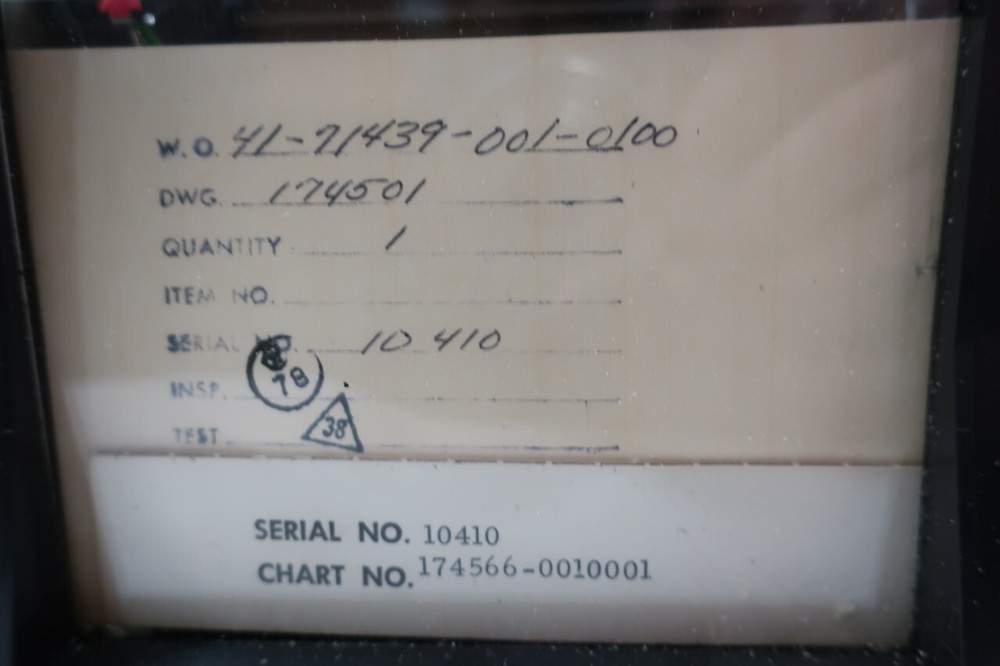 W.O. 41-71439-001-0100
DWG. 174501
QUANTITY 1
ITEM NO.
SERIAL NO. 10 410
INSP. 78
TEST 38
SERIAL NO. 10410
CHART NO. 174566-0010001